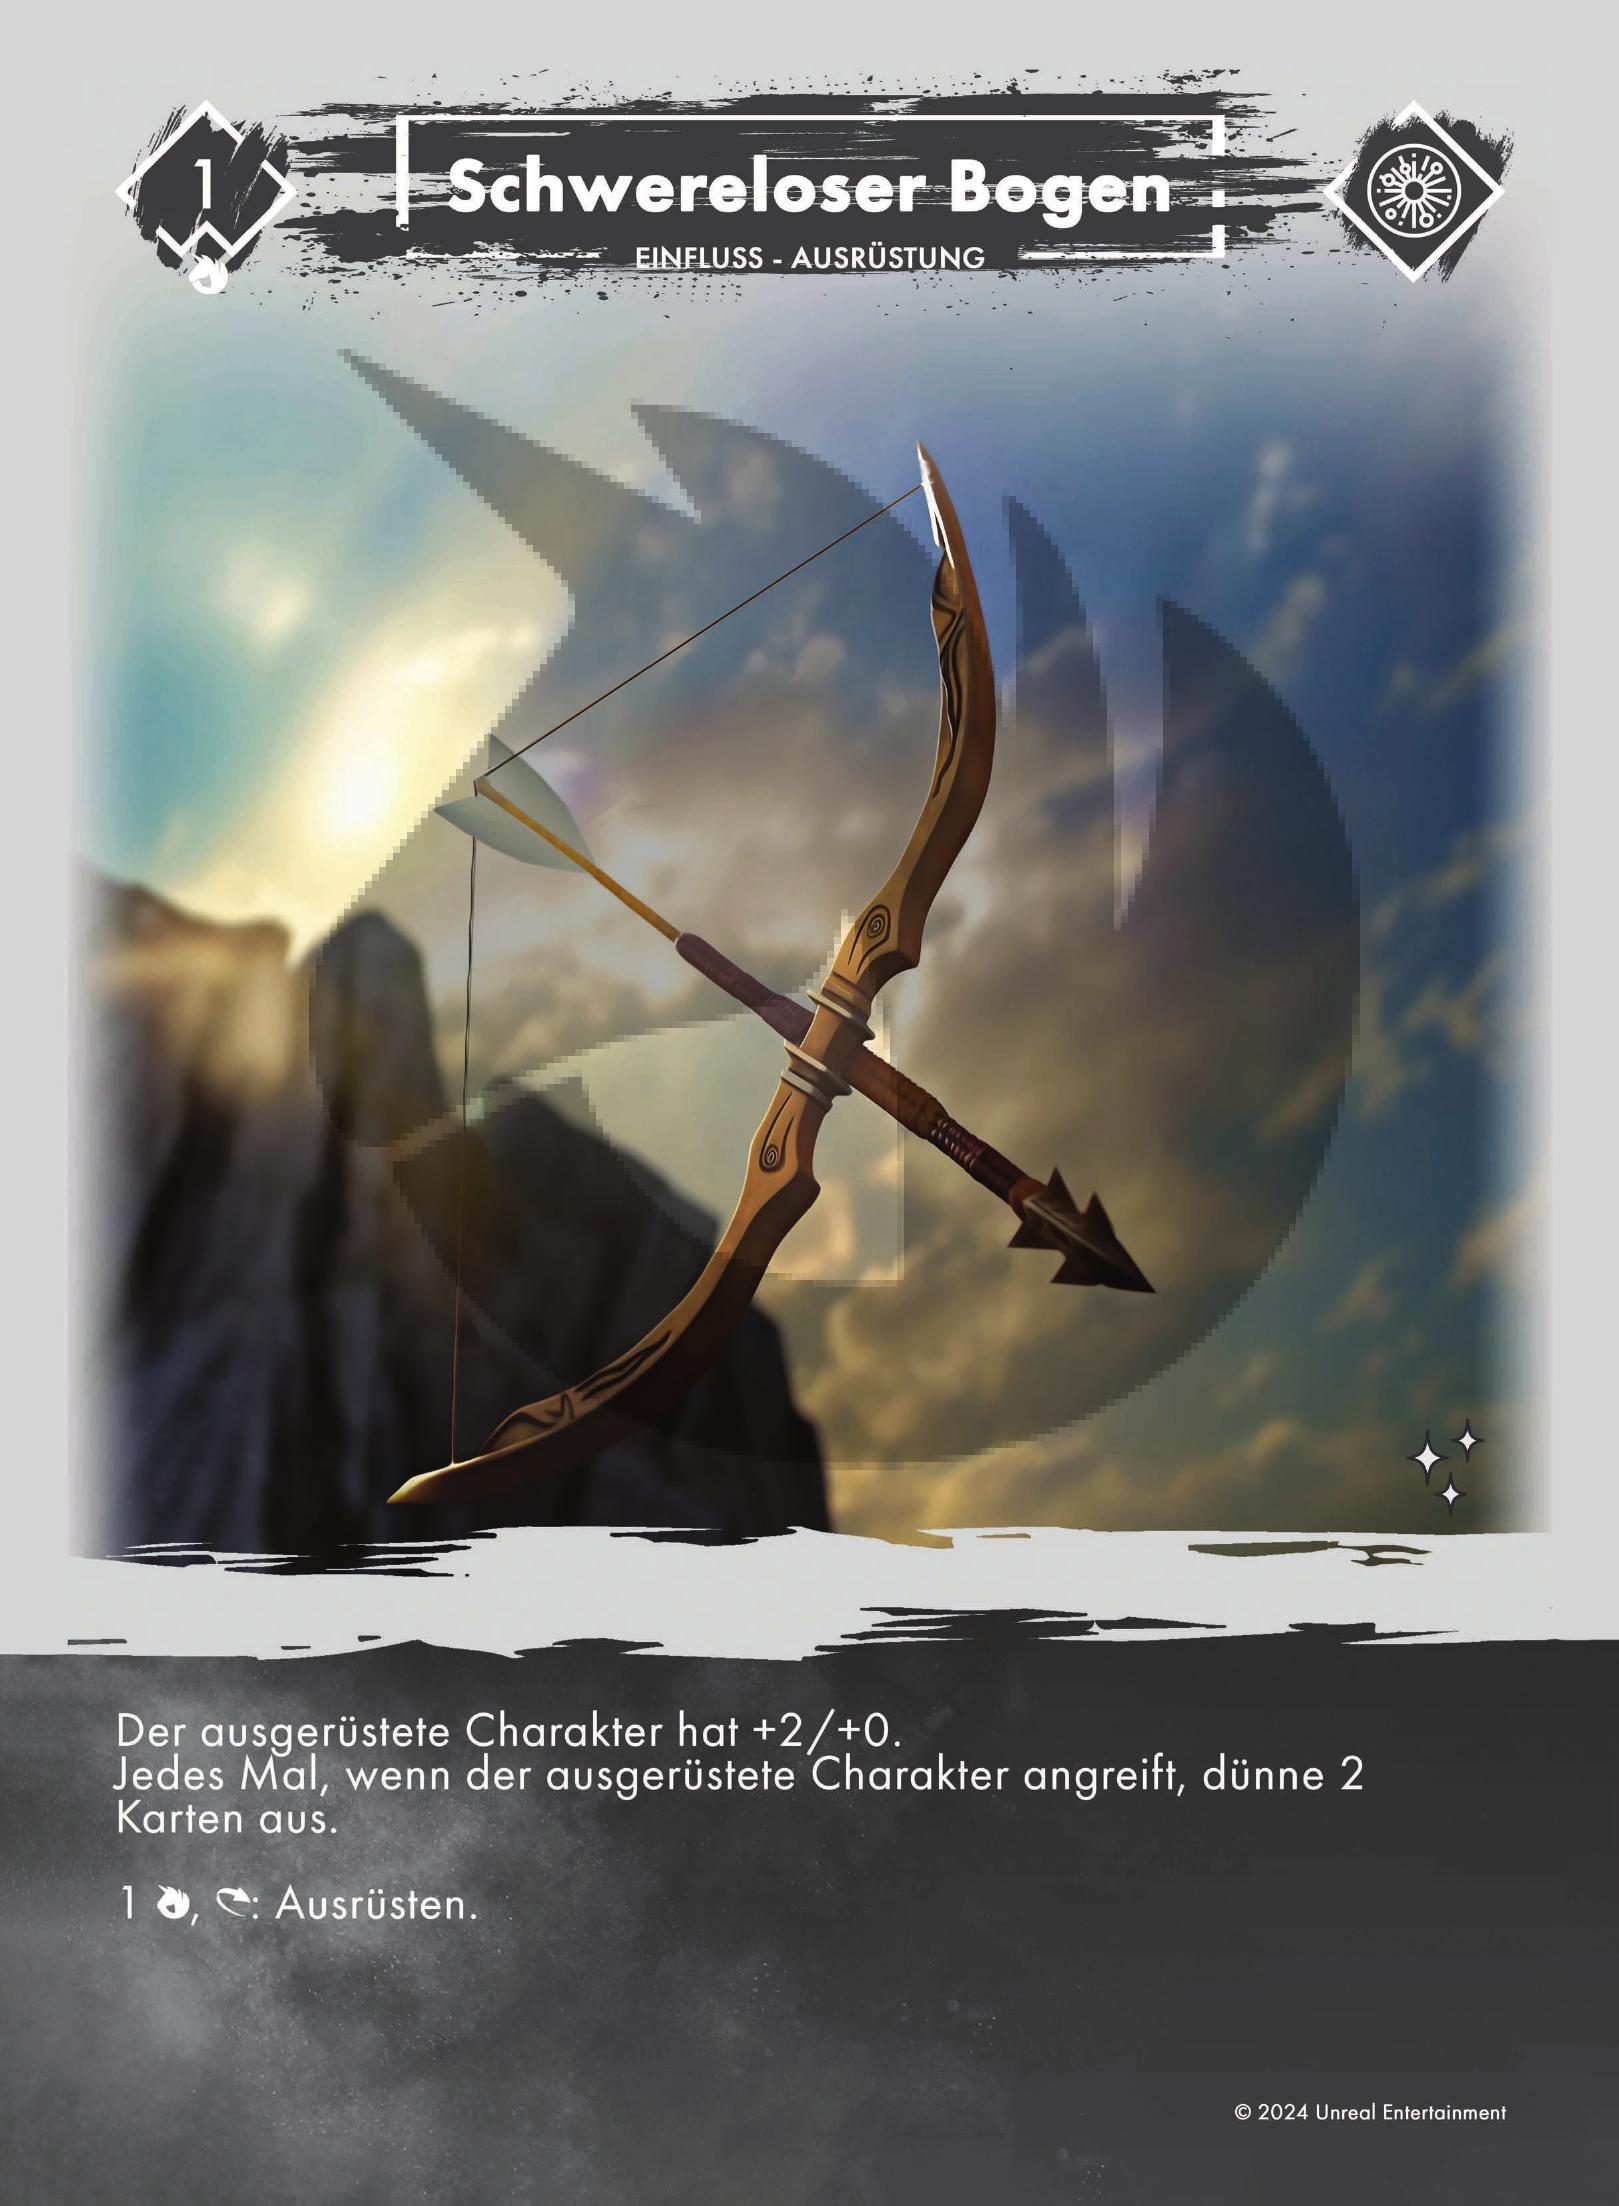 1
Schwereloser Bogen
EINFLUSS - AUSRÜSTUNG
Der ausgerüstete Charakter hat +2/+0.
Jedes Mal, wenn der ausgerüstete Charakter angreift, dünne 2
Karten aus.
1 , : Ausrüsten.
© 2024 Unreal Entertainment